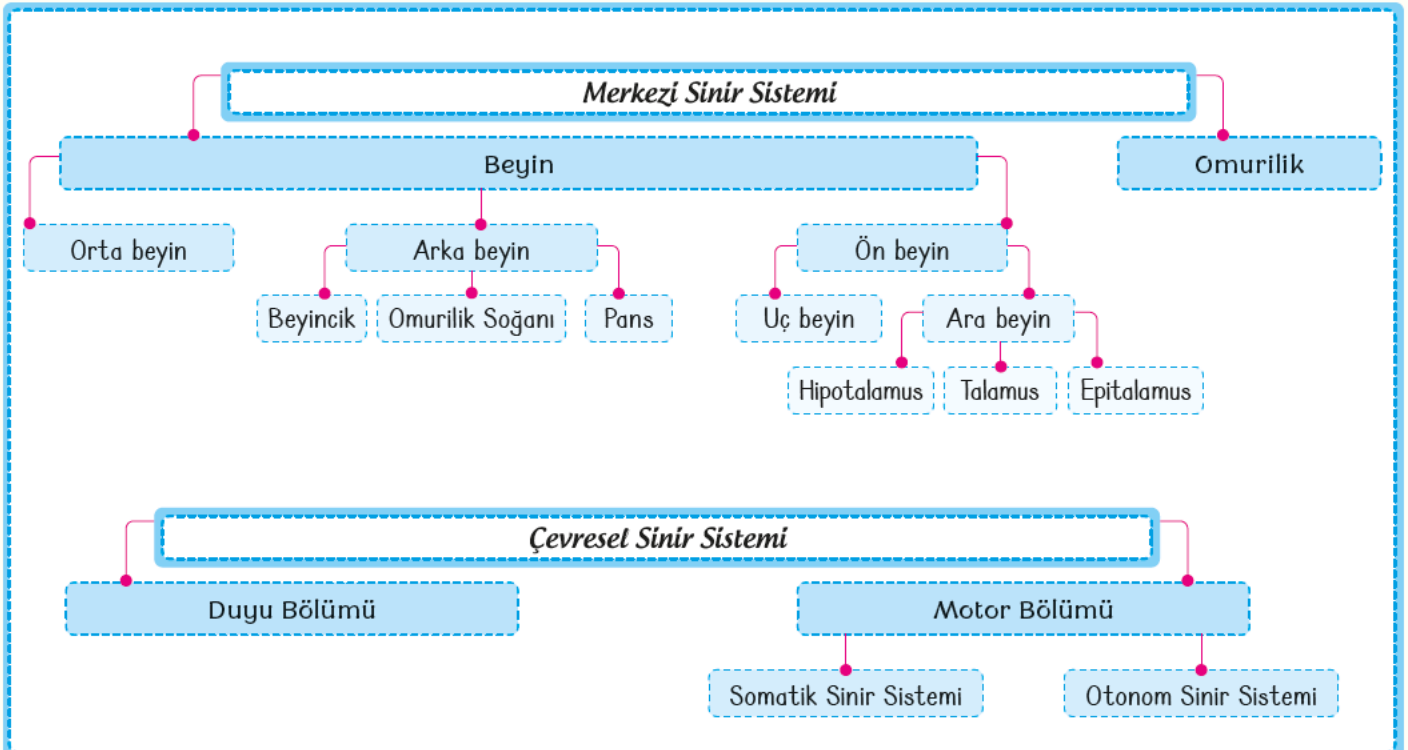 Merkezi Sinir Sistemi
Beyin
Omurilik
Orta beyin
Arka beyin
Ön beyin
Beyincik
Omurilik Soğanı
Pans
Uç beyin
Ara beyin
Hipotalamus
Talamus
Epitalamus
Çevresel Sinir Sistemi
Duyu Bölümü
Motor Bölümü
Somatik Sinir Sistemi
Otonom Sinir Sistemi